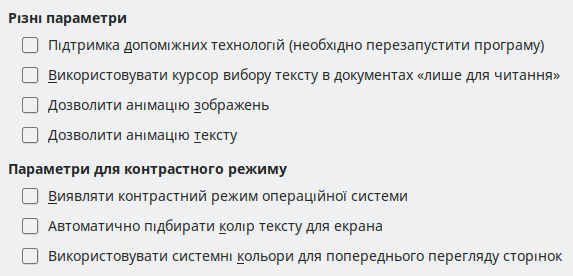 Різні параметри
Підтримка допоміжних технологій (необхідно перезапустити програму)
Використовувати курсор вибору тексту в документах «лише для читання»
Дозволити анімацію зображень
Дозволити анімацію тексту
Параметри для контрастного режиму
Виявляти контрастний режим операційної системи
Автоматично підбирати колір тексту для екрана
Використовувати системні кольори для попереднього перегляду сторінок